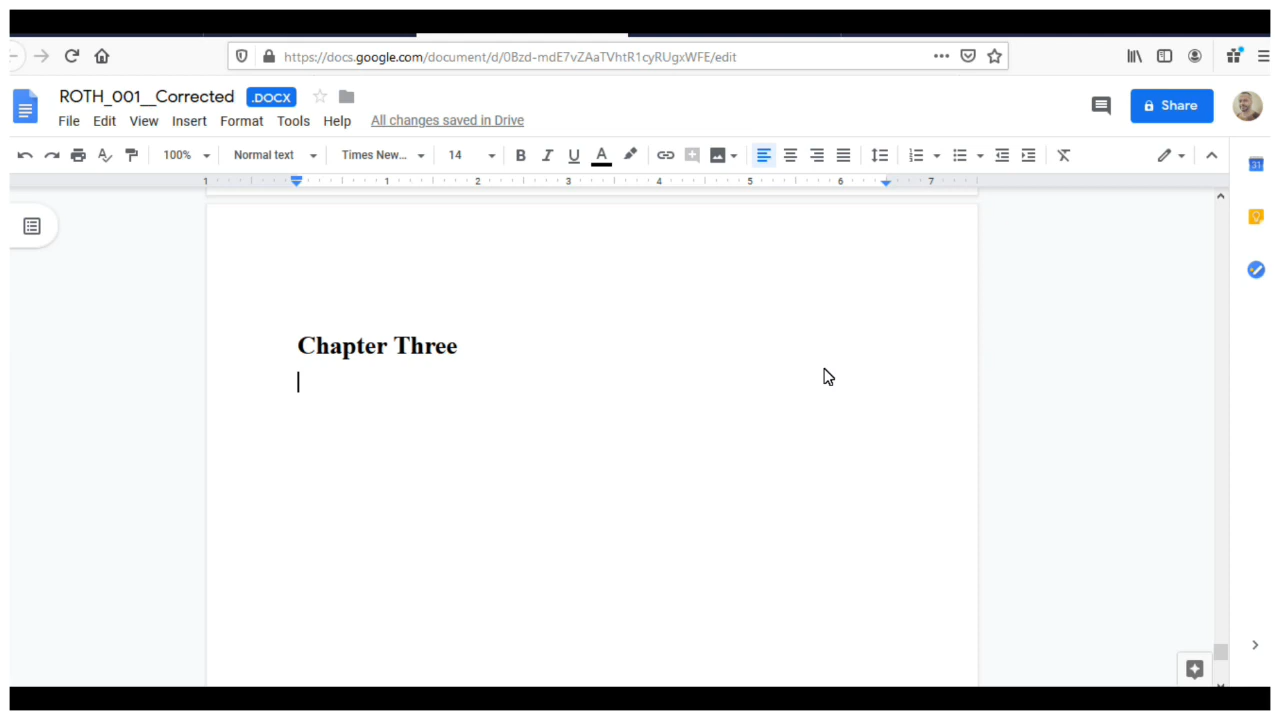 https://docs.google.com/document/d/0Bzd-mdE7vZAaTVhtR1cyRUgxWFE/edit
ROTH_001__Corrected .DOCX
Share
File Edit View Insert Format Tools Help All changes saved in Drive
100% Normal text Times New... 14 B I U A
1 1 2 3 4 5 6 7
31
Chapter Three